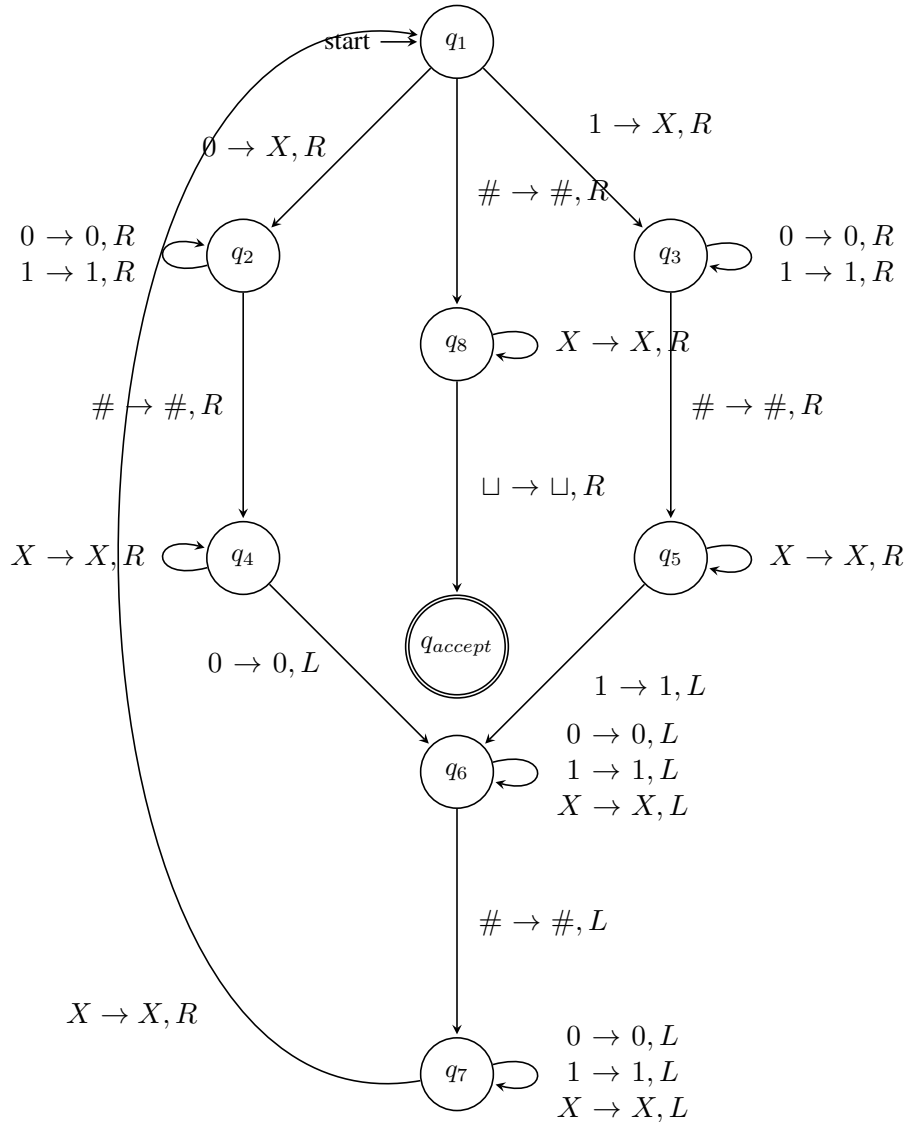 start
q1
0 → X, R
1 → X, R
# → #, R
0 → 0, R
1 → 1, R
q2
q3
0 → 0, R
1 → 1, R
q8
X → X, R
# → #, R
# → #, R
⊔ → ⊔, R
X → X, R
q4
q5
X → X, R
qaccept
0 → 0, L
1 → 1, L
q6
0 → 0, L
1 → 1, L
X → X, L
# → #, L
X → X, R
q7
0 → 0, L
1 → 1, L
X → X, L